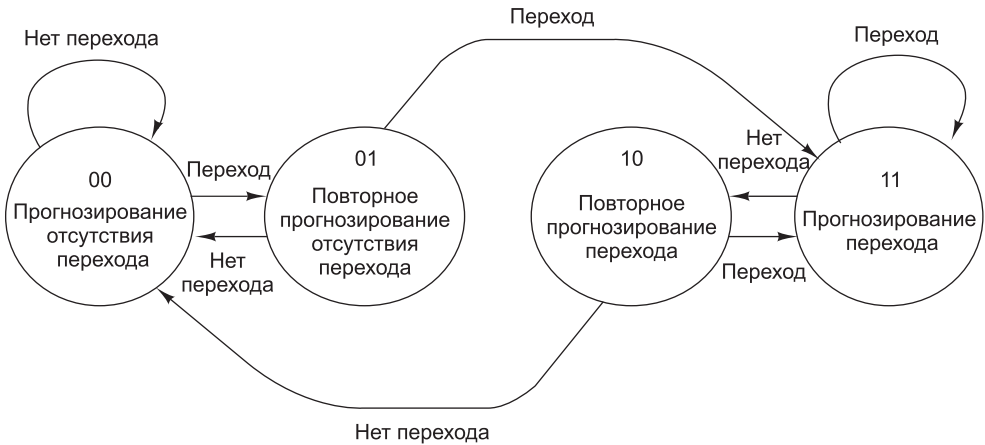 Переход
Нет перехода
Переход
00
Прогнозирование
отсутствия
перехода
Переход
Нет
перехода
01
Повторное
прогнозирование
отсутствия
перехода
10
Повторное
прогнозирование
перехода
Нет
перехода
Переход
11
Прогнозирование
перехода
Нет перехода